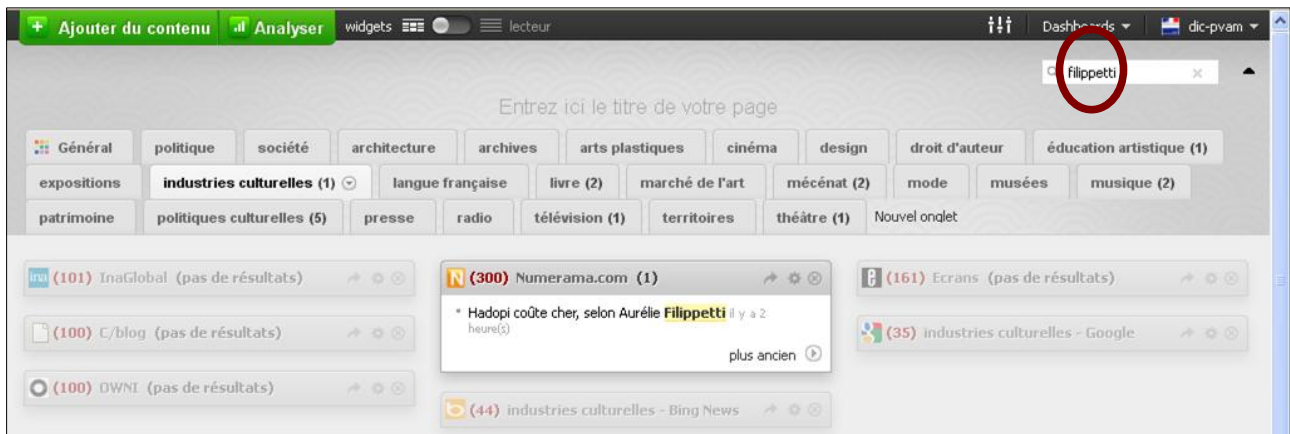 Ajouter du contenu Analyser widgets lecteur Dashboards dic-pvam
filippetti
Entrez ici le titre de votre page
Général politique société architecture archives arts plastiques cinéma design droit d'auteur éducation artistique (1)
expositions industries culturelles (1) langue française livre (2) marché de l'art mécénat (2) mode musées musique (2)
patrimoine politiques culturelles (5) presse radio télévision (1) territoires théâtre (1) Nouvel onglet
ina (101) InaGlobal (pas de résultats)
(100) C/blog (pas de résultats)
(100) OWNI (pas de résultats)
(300) Numerama.com (1)
Hadopi coûte cher, selon Aurélie Filippetti il y a 2
heure(s)
plus ancien
(44) industries culturelles - Bing News
(161) Ecrans (pas de résultats)
(35) industries culturelles - Google